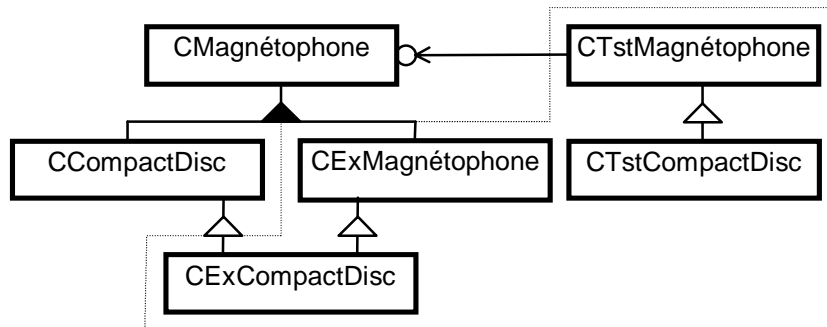 CMagnétophone
CTstMagnétophone
CCompactDisc
CExMagnétophone
CTstCompactDisc
CExCompactDisc